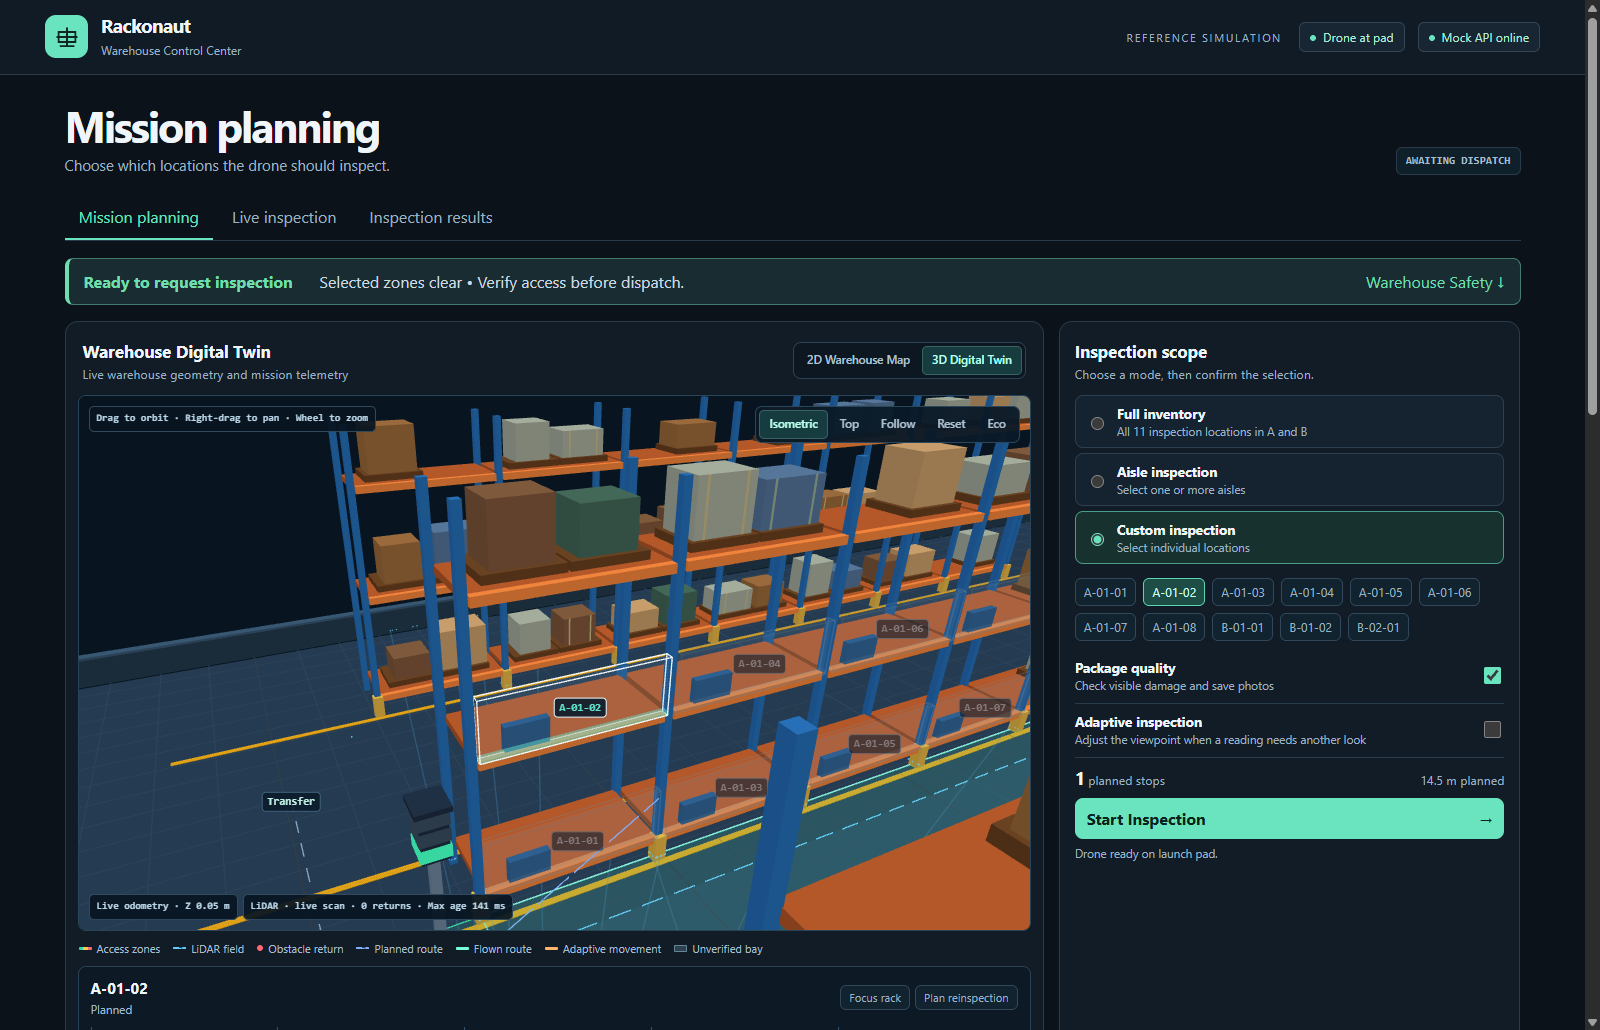 Rackonaut
Warehouse Control Center
REFERENCE SIMULATION
Drone at pad
Mock API online
Mission planning
Choose which locations the drone should inspect.
AWAITING DISPATCH
Mission planning
Live inspection
Inspection results
Ready to request inspection
Selected zones clear • Verify access before dispatch.
Warehouse Safety ↓
Warehouse Digital Twin
Live warehouse geometry and mission telemetry
2D Warehouse Map
3D Digital Twin
Drag to orbit · Right-drag to pan · Wheel to zoom
Isometric
Top
Follow
Reset
Eco
A-01-06
A-01-04
A-01-02
A-01-07
A-01-05
A-01-03
Transfer
A-01-01
Live odometry · Z 0.05 m
LiDAR · live scan · 0 returns · Max age 141 ms
Access zones
LiDAR field
Obstacle return
Planned route
Flown route
Adaptive movement
Unverified bay
A-01-02
Planned
Focus rack
Plan reinspection
Inspection scope
Choose a mode, then confirm the selection.
Full inventory
All 11 inspection locations in A and B
Aisle inspection
Select one or more aisles
Custom inspection
Select individual locations
A-01-01
A-01-02
A-01-03
A-01-04
A-01-05
A-01-06
A-01-07
A-01-08
B-01-01
B-01-02
B-02-01
Package quality
Check visible damage and save photos
Adaptive inspection
Adjust the viewpoint when a reading needs another look
1 planned stops
14.5 m planned
Start Inspection →
Drone ready on launch pad.